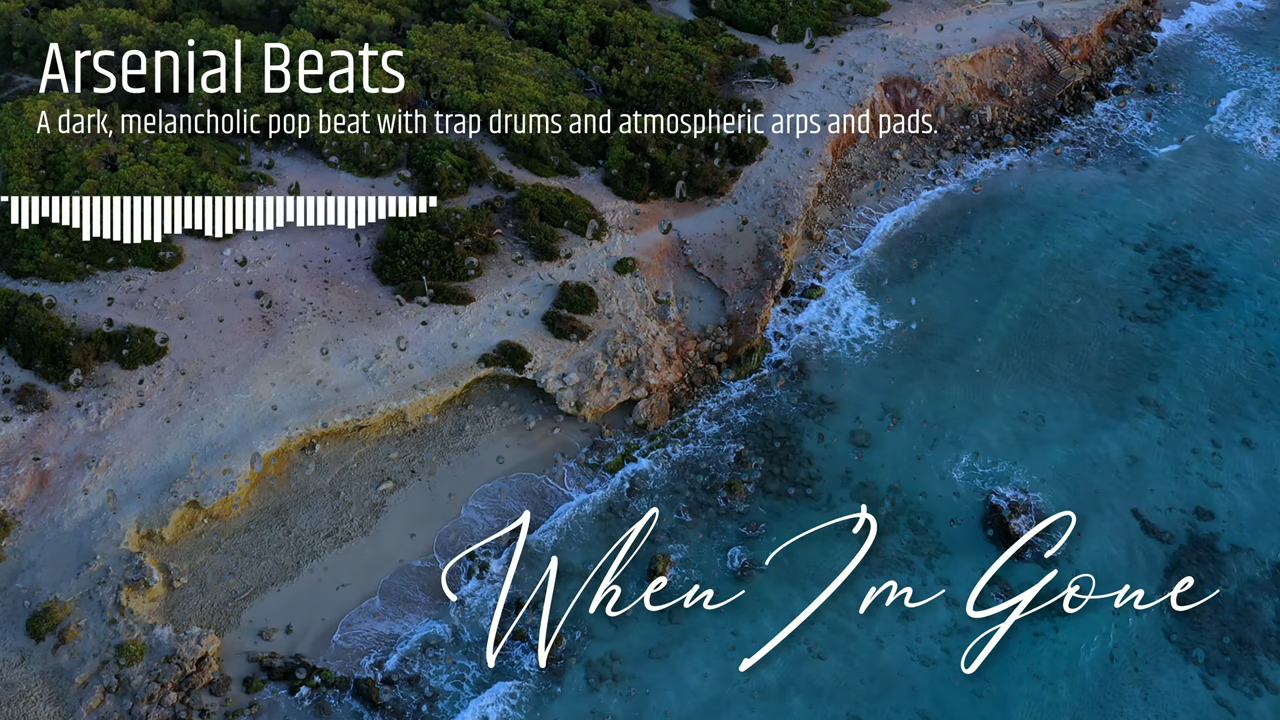 Arsenial Beats
A dark, melancholic pop beat with trap drums and atmospheric arps and pads.
When I'm Gone